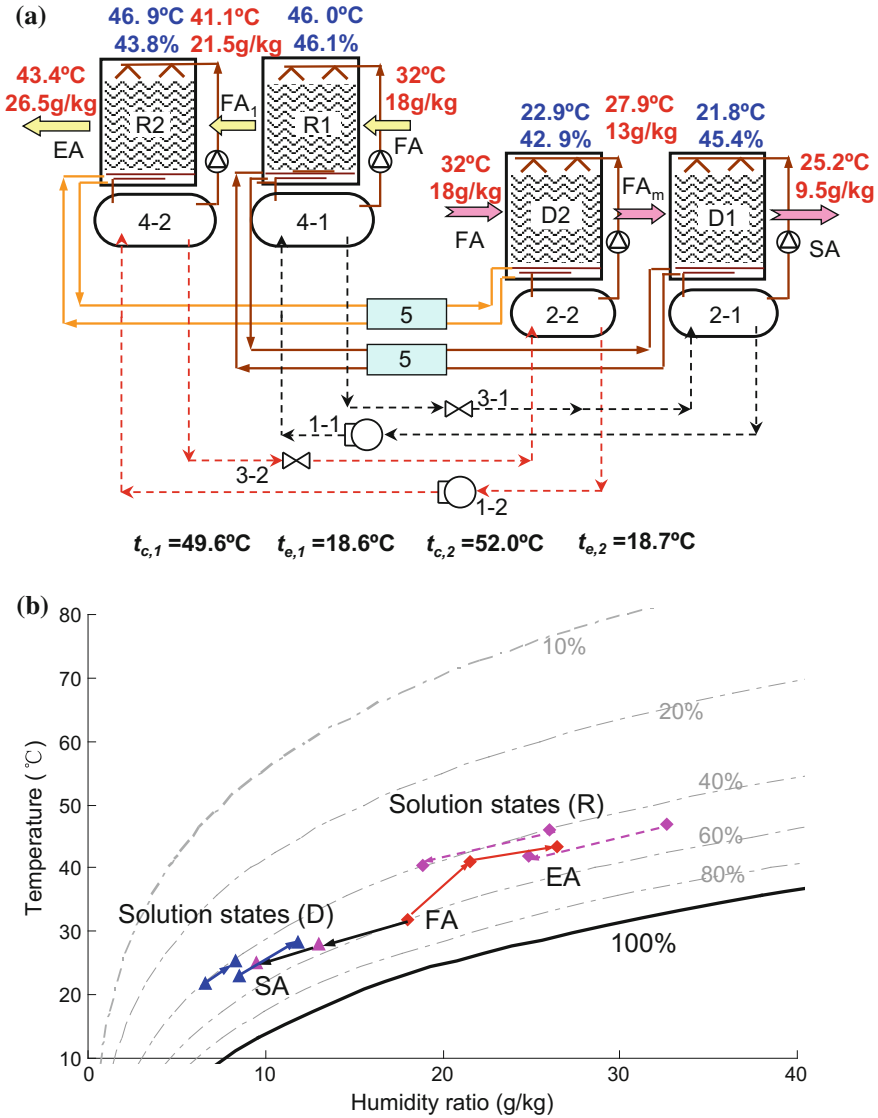 (a)
46. 9ºC
43.8%
41.1ºC
21.5g/kg
46. 0ºC
46.1%
43.4ºC
26.5g/kg
32ºC
18g/kg
EA
R2
FA1
R1
FA
4-2
4-1
22.9ºC
42. 9%
27.9ºC
13g/kg
21.8ºC
45.4%
32ºC
18g/kg
25.2ºC
9.5g/kg
FA
D2
FAm
D1
SA
2-2
2-1
5
5
3-1
1-1
3-2
1-2
tc,1 =49.6ºC te,1 =18.6ºC tc,2 =52.0ºC te,2 =18.7ºC
(b)
80
70
60
50
40
30
20
10
Temperature (℃)
10%
20%
40%
60%
80%
100%
Solution states (R)
EA
Solution states (D)
FA
SA
0 10 20 30 40
Humidity ratio (g/kg)